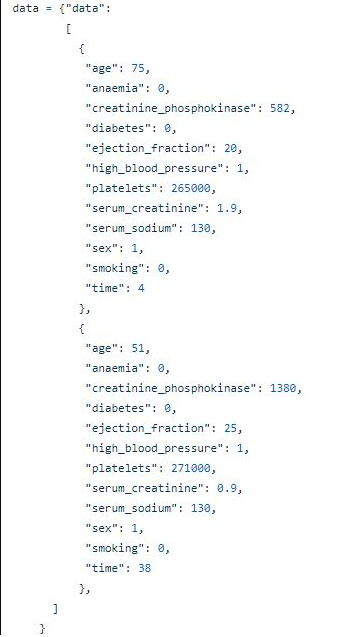 data = {"data":
[
{
"age": 75,
"anaemia": 0,
"creatinine_phosphokinase": 582,
"diabetes": 0,
"ejection_fraction": 20,
"high_blood_pressure": 1,
"platelets": 265000,
"serum_creatinine": 1.9,
"serum_sodium": 130,
"sex": 1,
"smoking": 0,
"time": 4
},
{
"age": 51,
"anaemia": 0,
"creatinine_phosphokinase": 1380,
"diabetes": 0,
"ejection_fraction": 25,
"high_blood_pressure": 1,
"platelets": 271000,
"serum_creatinine": 0.9,
"serum_sodium": 130,
"sex": 1,
"smoking": 0,
"time": 38
},
]
}